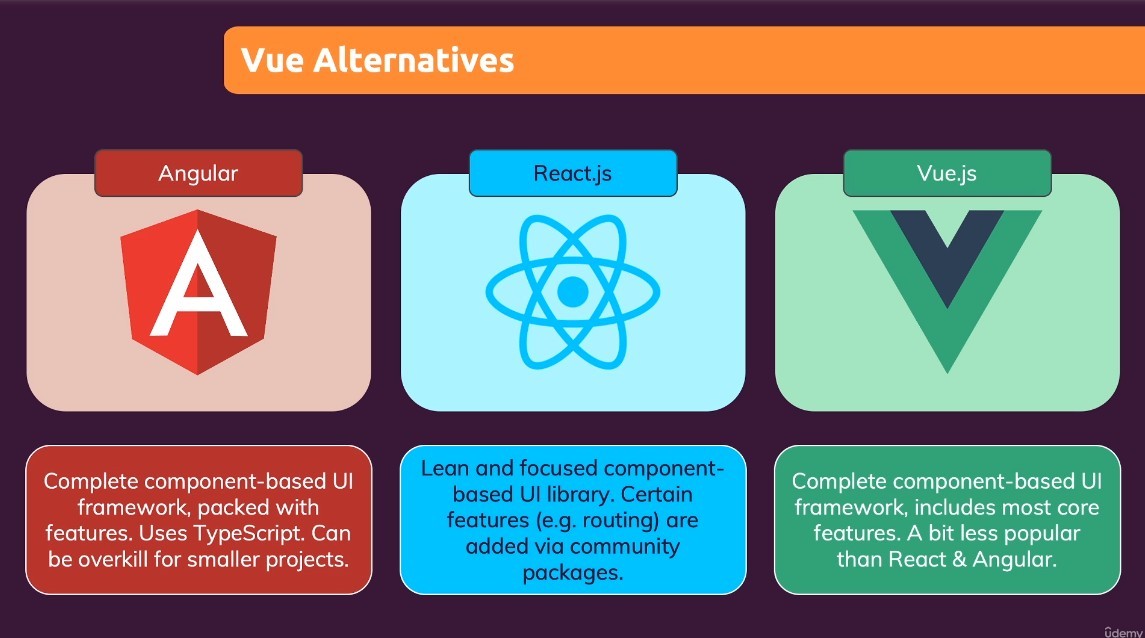 Vue Alternatives
Angular
A
Complete component-based UI
framework, packed with
features. Uses TypeScript. Can
be overkill for smaller projects.
React.js
Lean and focused component-
based UI library. Certain
features (e.g. routing) are
added via community
packages.
Vue.js
Complete component-based UI
framework, includes most core
features. A bit less popular
than React & Angular.
ûdemy